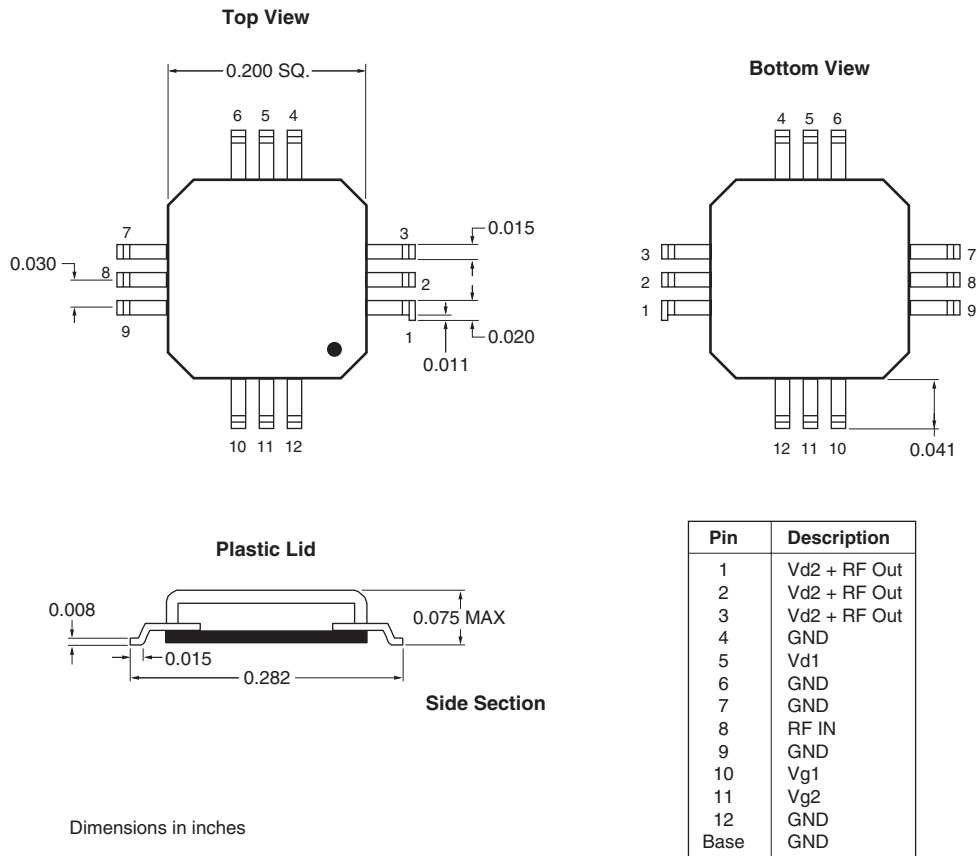 Top View
0.200 SQ.
6 5 4
7
8
9
0.030
3
2
1
0.015
0.020
0.011
10 11 12
Bottom View
4 5 6
3
2
1
7
8
9
12 11 10
0.041
Plastic Lid
0.008
0.075 MAX
0.015
0.282
Side Section
Dimensions in inches
Pin Description
1 Vd2 + RF Out
2 Vd2 + RF Out
3 Vd2 + RF Out
4 GND
5 Vd1
6 GND
7 GND
8 RF IN
9 GND
10 Vg1
11 Vg2
12 GND
Base GND